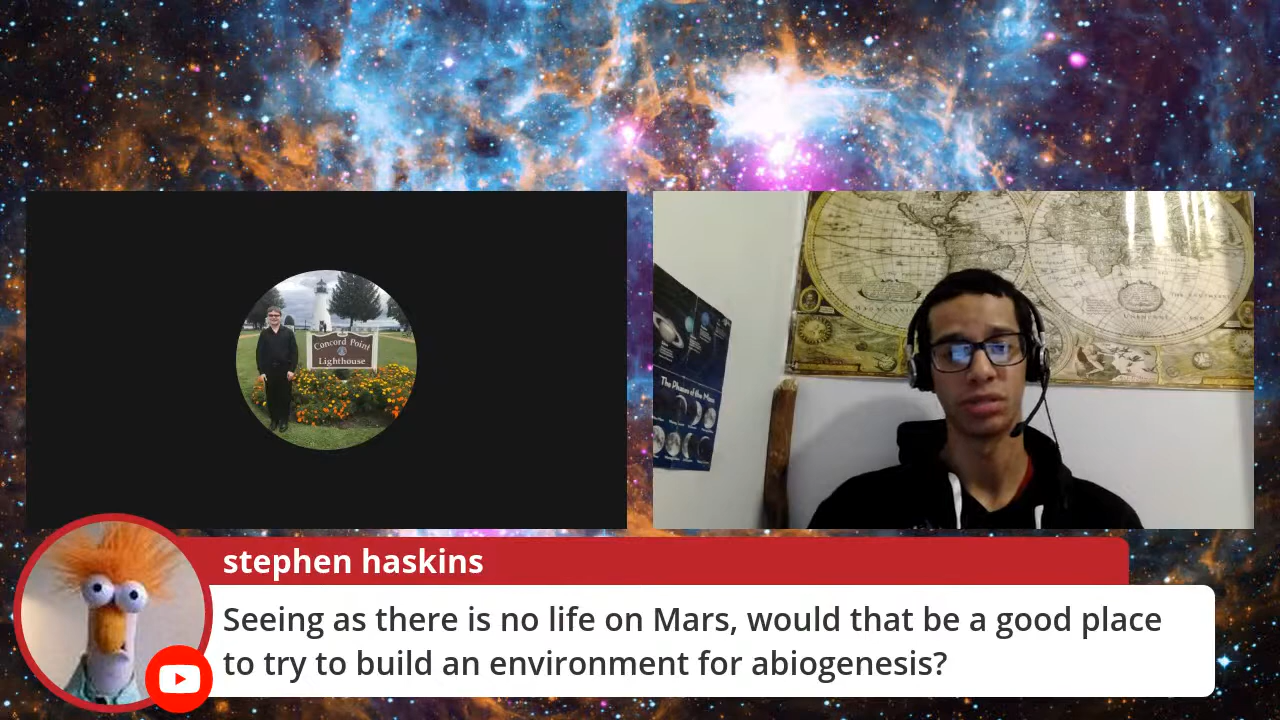 Concord Point
Lighthouse
The Phases of the Moon
stephen haskins
Seeing as there is no life on Mars, would that be a good place
to try to build an environment for abiogenesis?